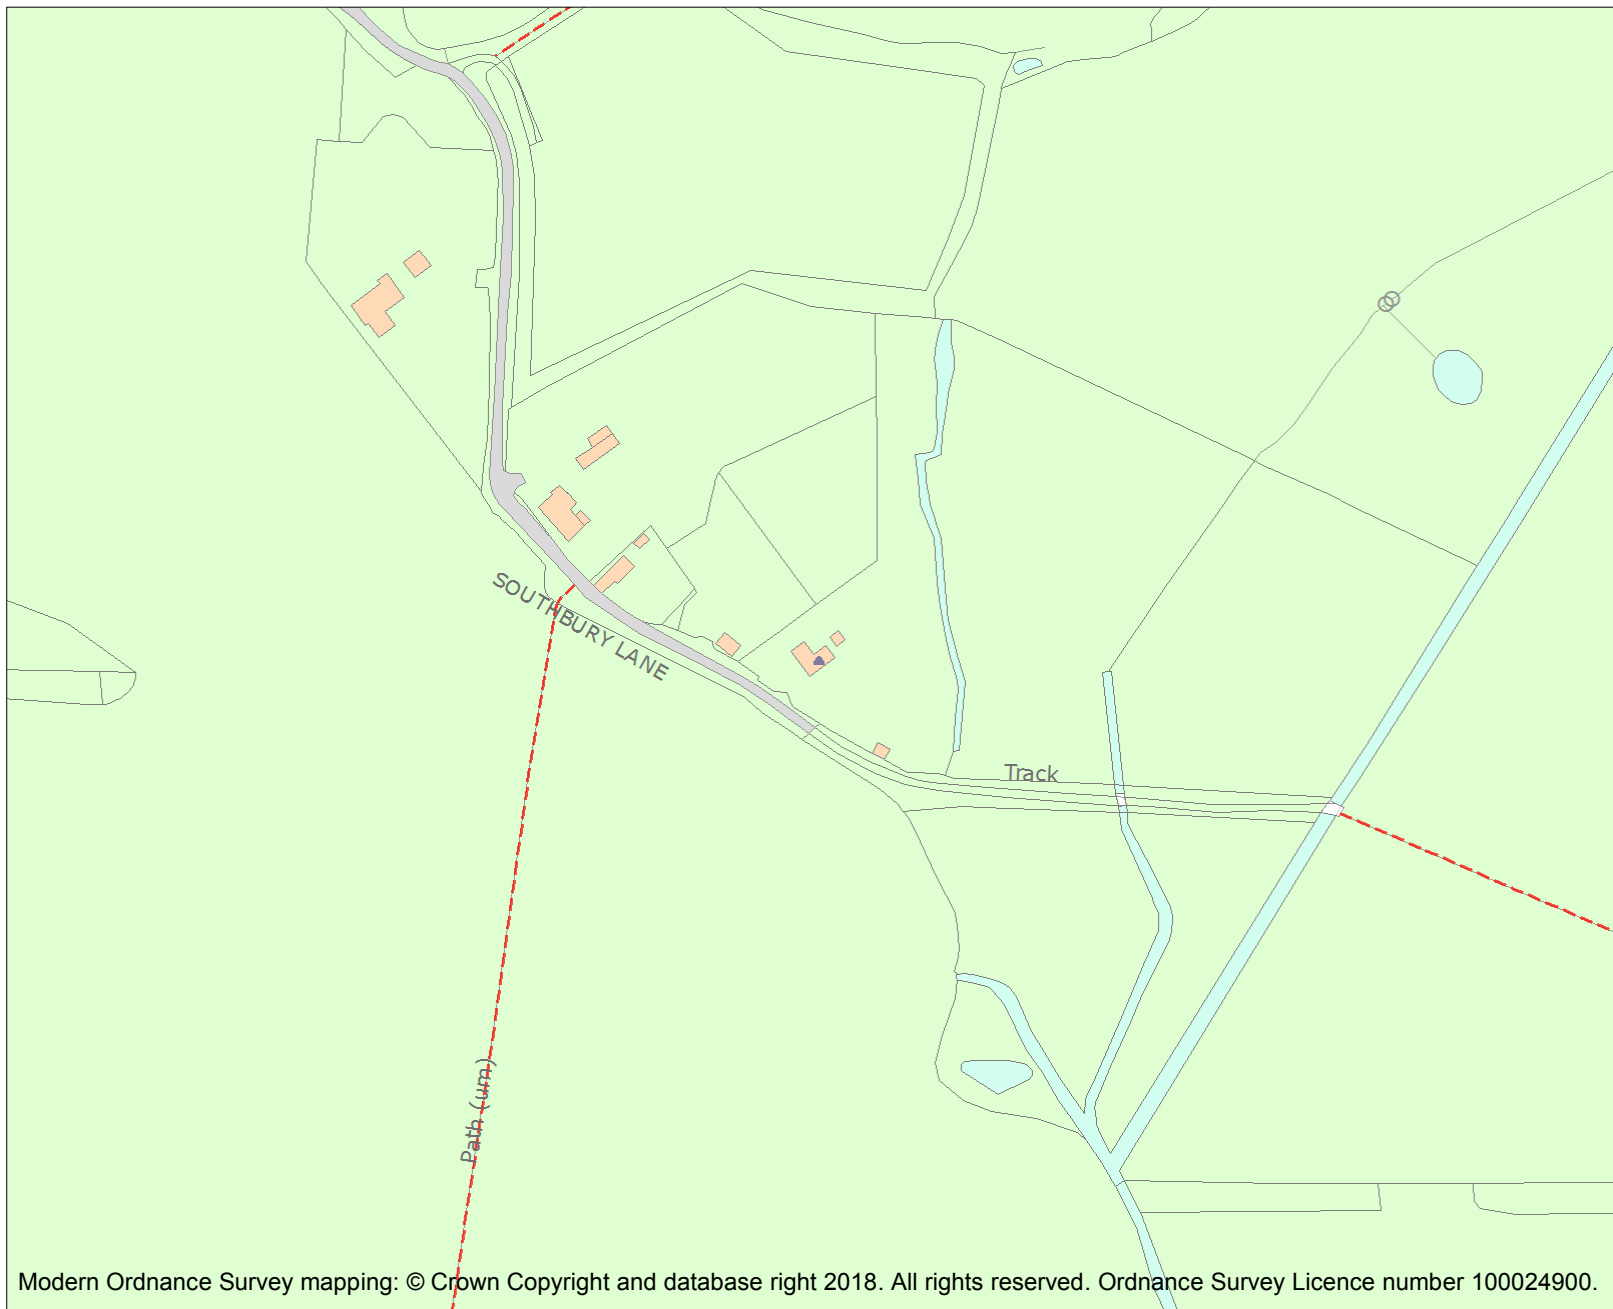 SOUTHBURY LANE
Track
Path (um)
Modern Ordnance Survey mapping: © Crown Copyright and database right 2018. All rights reserved. Ordnance Survey Licence number 100024900.